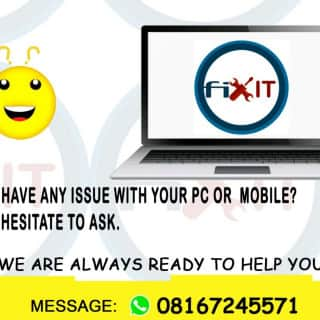 FIXIT
HAVE ANY ISSUE WITH YOUR PC OR MOBILE?
HESITATE TO ASK.
WE ARE ALWAYS READY TO HELP YOU
MESSAGE: 08167245571